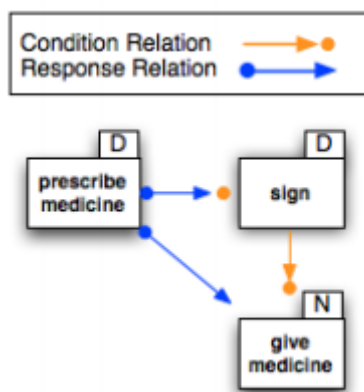 Condition Relation
Response Relation
D
D
prescribe
medicine
sign
N
give
medicine